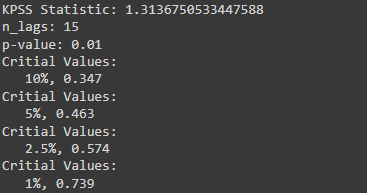 KPSS Statistic: 1.3136750533447588
n_lags: 15
p-value: 0.01
Critial Values:
   10%, 0.347
Critial Values:
   5%, 0.463
Critial Values:
   2.5%, 0.574
Critial Values:
   1%, 0.739